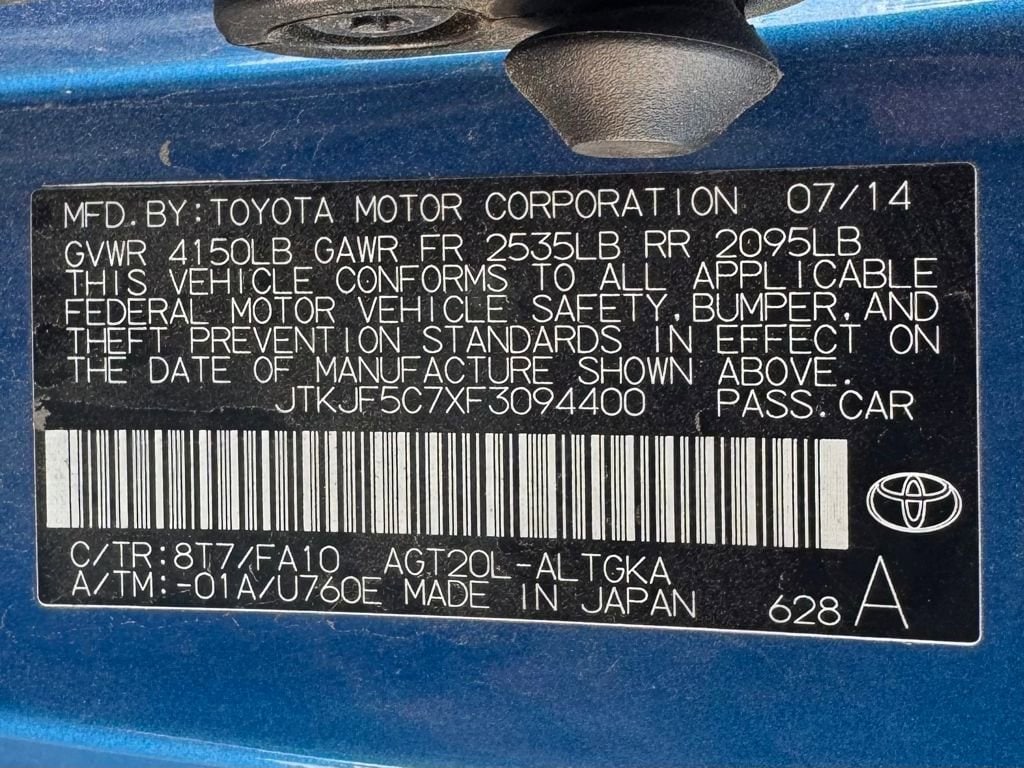 MFD.BY:TOYOTA MOTOR CORPORATION 07/14
GVWR 4150LB GAWR FR 2535LB RR 2095LB
THIS VEHICLE CONFORMS TO ALL APPLICABLE
FEDERAL MOTOR VEHICLE SAFETY,BUMPER,AND
THEFT PREVENTION STANDARDS IN EFFECT ON
THE DATE OF MANUFACTURE SHOWN ABOVE.
JTKJF5C7XF3094400 PASS.CAR
C/TR:8T7/FA10 AGT20L-ALTGKA
A/TM:-01A/U760E MADE IN JAPAN 628 A